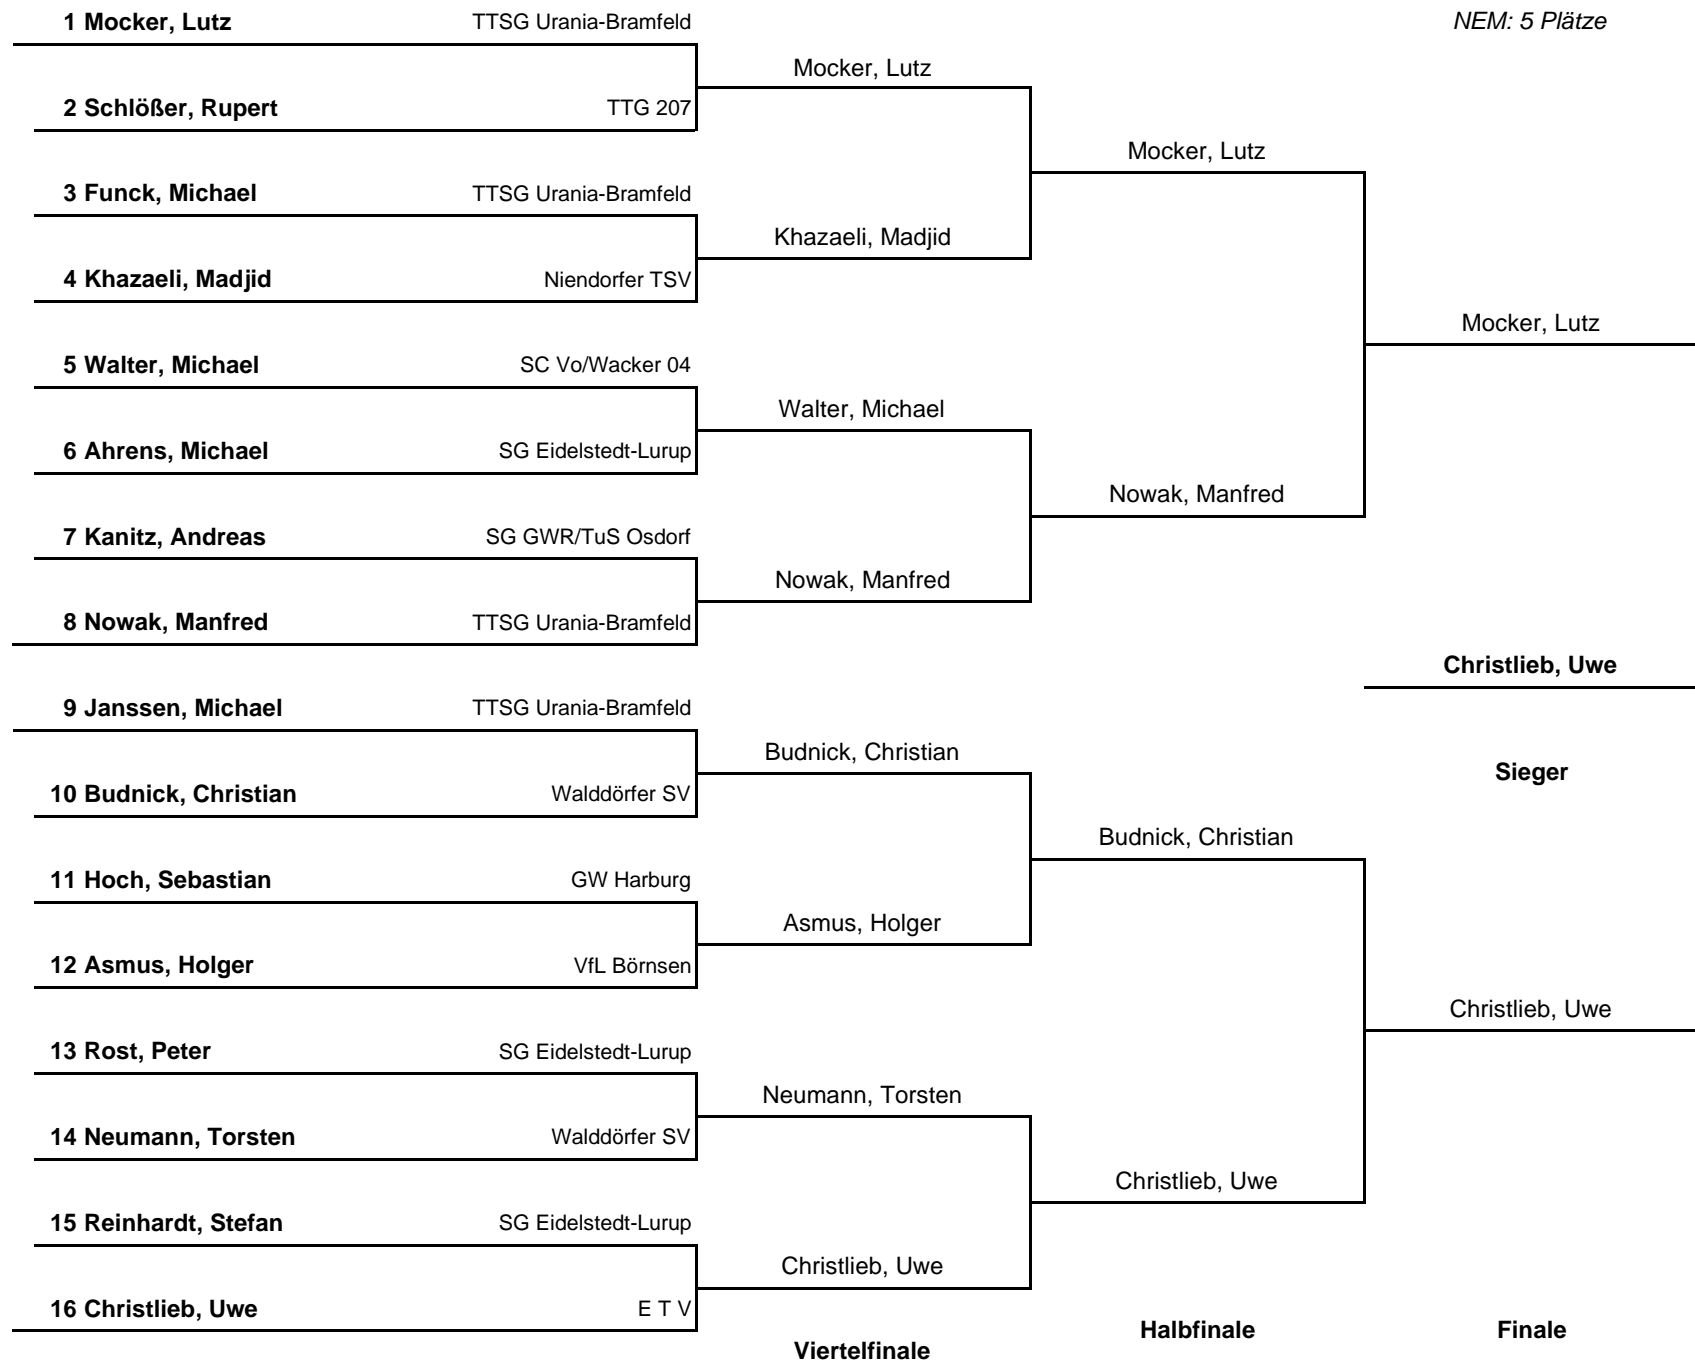 1 Mocker, Lutz TTSG Urania-Bramfeld NEM: 5 Plätze
Mocker, Lutz
2 Schlößer, Rupert TTG 207
Mocker, Lutz
3 Funck, Michael TTSG Urania-Bramfeld
Khazaeli, Madjid
4 Khazaeli, Madjid Niendorfer TSV
Mocker, Lutz
5 Walter, Michael SC Vo/Wacker 04
Walter, Michael
6 Ahrens, Michael SG Eidelstedt-Lurup
Nowak, Manfred
7 Kanitz, Andreas SG GWR/TuS Osdorf
Nowak, Manfred
8 Nowak, Manfred TTSG Urania-Bramfeld
Christlieb, Uwe
9 Janssen, Michael TTSG Urania-Bramfeld
Budnick, Christian
Sieger
10 Budnick, Christian Walddörfer SV
Budnick, Christian
11 Hoch, Sebastian GW Harburg
Asmus, Holger
12 Asmus, Holger VfL Börnsen
Christlieb, Uwe
13 Rost, Peter SG Eidelstedt-Lurup
Neumann, Torsten
14 Neumann, Torsten Walddörfer SV
Christlieb, Uwe
15 Reinhardt, Stefan SG Eidelstedt-Lurup
Christlieb, Uwe
16 Christlieb, Uwe E T V
Halbfinale Finale
Viertelfinale